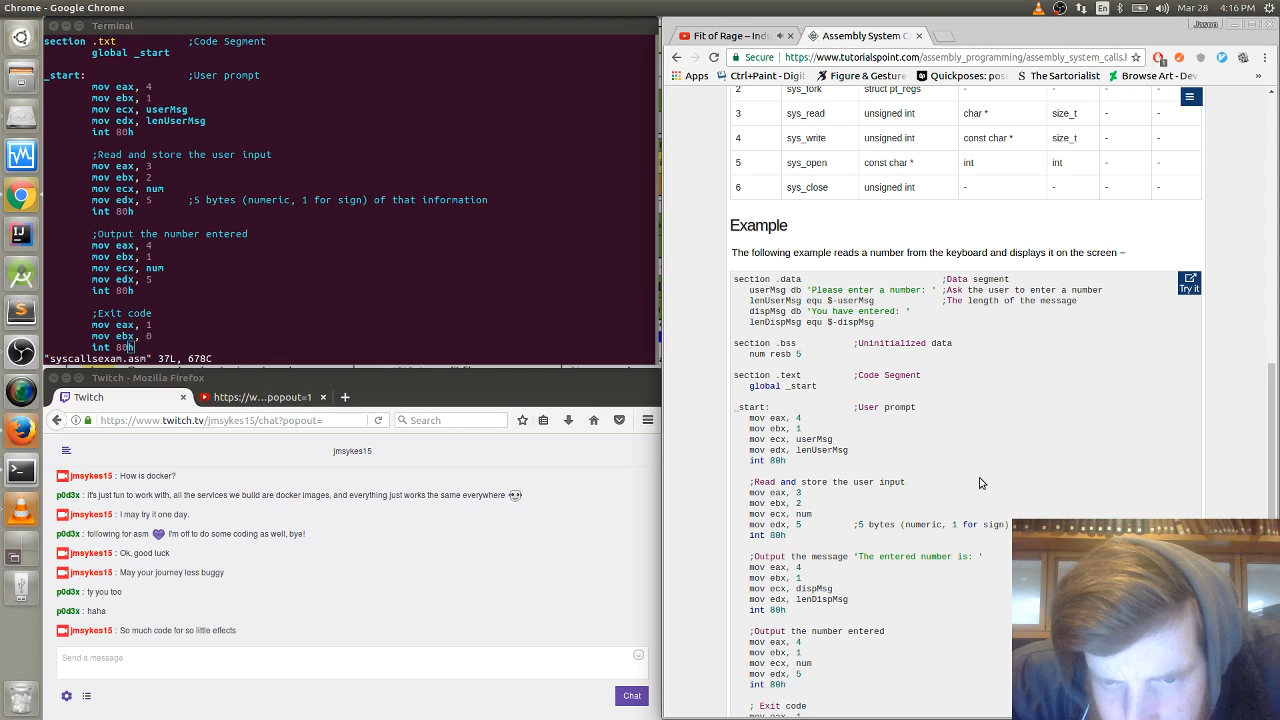 Chrome - Google Chrome
En
4:16 PM
Mar 28
Terminal
section .txt ;Code Segment
global _start
_start: ;User prompt
mov eax, 4
mov ebx, 1
mov ecx, userMsg
mov edx, lenUserMsg
int 80h
;Read and store the user input
mov eax, 3
mov ebx, 2
mov ecx, num
mov edx, 5 ;5 bytes (numeric, 1 for sign) of that information
int 80h
;Output the number entered
mov eax, 4
mov ebx, 1
mov ecx, num
mov edx, 5
int 80h
;Exit code
mov eax, 1
mov ebx, 0
int 80h
"syscallsexam.asm" 37L, 678C
Twitch - Mozilla Firefox
Twitch
https://w...popout=1
https://www.twitch.tv/jmsykes15/chat?popout=
Search
jmsykes15
jmsykes15 : How is docker?
p0d3x : It's just fun to work with, all the services we build are docker images, and everything just works the same everywhere
jmsykes15 : I may try it one day.
p0d3x : following for asm I'm off to do some coding as well, bye!
jmsykes15 : Ok, good luck
jmsykes15 : May your journey less buggy
p0d3x : ty you too
p0d3x : haha
jmsykes15 : So much code for so little effects
Send a message
Chat
Jason
Fit of Rage – Indu
Assembly System C
Secure
https://www.tutorialspoint.com/assembly_programming/assembly_system_calls.h
Apps
Ctrl+Paint - Digit
Figure & Gesture
Quickposes: pose
The Sartorialist
Browse Art - Dev
2 sys_fork struct pt_regs - - - -
3 sys_read unsigned int char * size_t - -
4 sys_write unsigned int const char * size_t - -
5 sys_open const char * int int - -
6 sys_close unsigned int - - - -
Example
The following example reads a number from the keyboard and displays it on the screen −
Try it
section .data ;Data segment
userMsg db 'Please enter a number: ' ;Ask the user to enter a number
lenUserMsg equ $-userMsg ;The length of the message
dispMsg db 'You have entered: '
lenDispMsg equ $-dispMsg
section .bss ;Uninitialized data
num resb 5
section .text ;Code Segment
global _start
_start: ;User prompt
mov eax, 4
mov ebx, 1
mov ecx, userMsg
mov edx, lenUserMsg
int 80h
;Read and store the user input
mov eax, 3
mov ebx, 2
mov ecx, num
mov edx, 5 ;5 bytes (numeric, 1 for sign)
int 80h
;Output the message 'The entered number is: '
mov eax, 4
mov ebx, 1
mov ecx, dispMsg
mov edx, lenDispMsg
int 80h
;Output the number entered
mov eax, 4
mov ebx, 1
mov ecx, num
mov edx, 5
int 80h
; Exit code
mov eax, 1